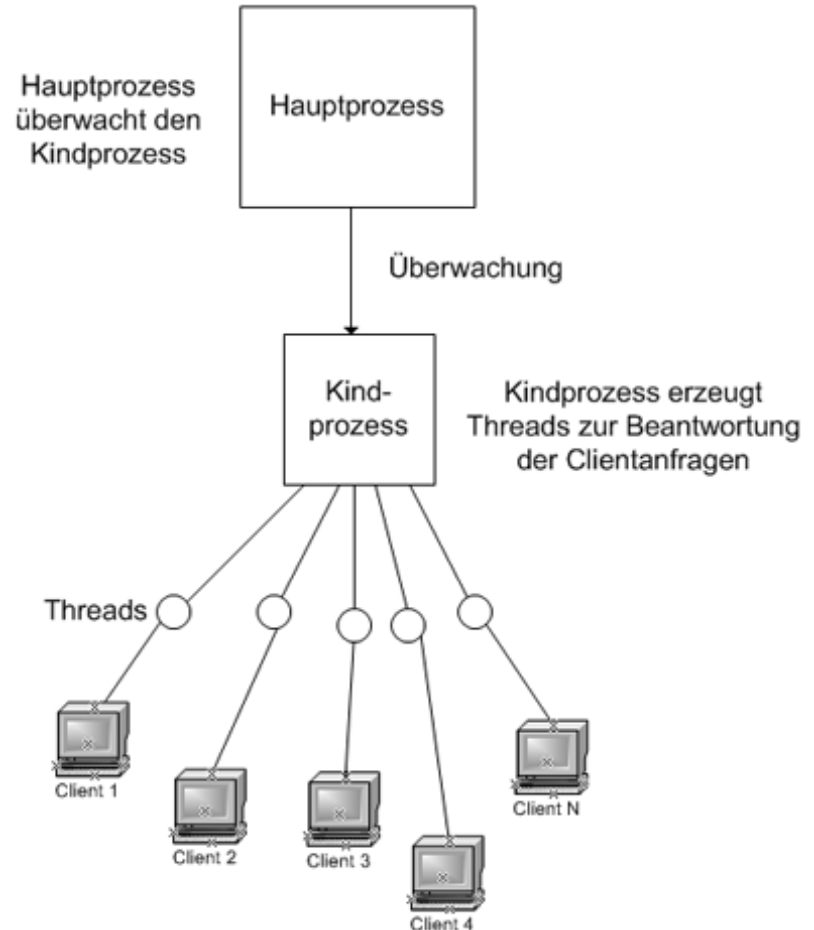 Hauptprozess
überwacht den
Kindprozess
Hauptprozess
Überwachung
Kind-
prozess
Kindprozess erzeugt
Threads zur Beantwortung
der Clientanfragen
Threads
Client 1
Client 2
Client 3
Client 4
Client N